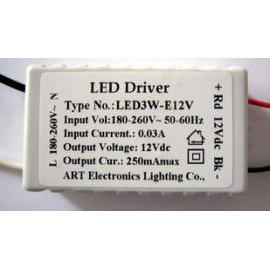 LED Driver
Type No.:LED3W-E12V
Input Vol:180-260V~ 50-60Hz
Input Current.: 0.03A
Output Voltage: 12Vdc
Output Cur.: 250mAmax
ART Electronics Lighting Co.,
L 180-260V~ N
+ Rd 12Vdc Bk -